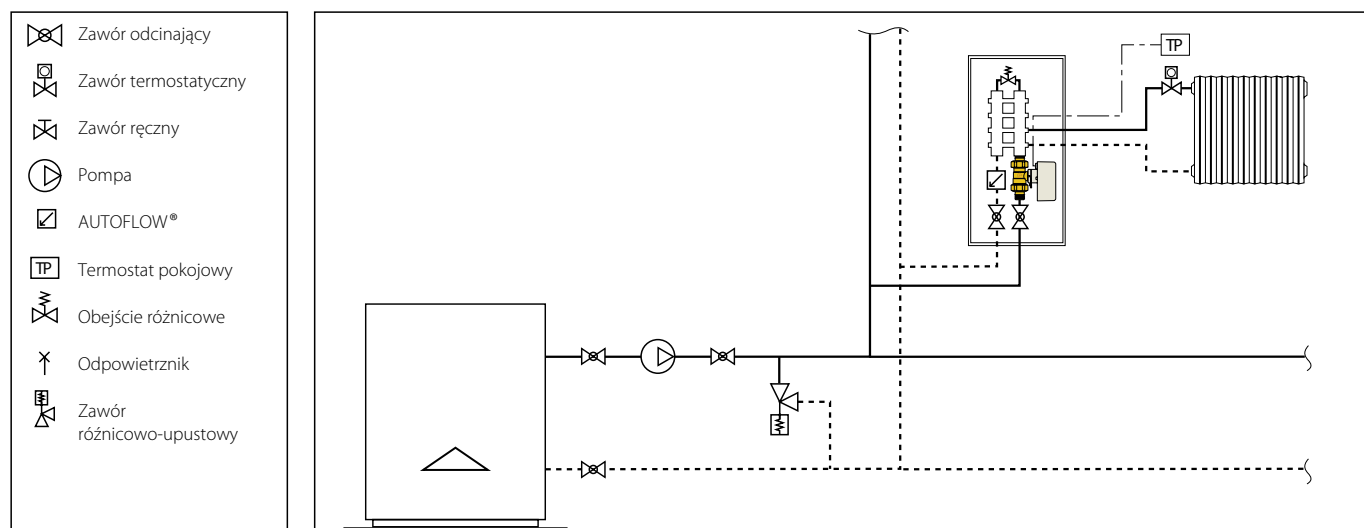 Zawór odcinający
Zawór termostatyczny
Zawór ręczny
Pompa
AUTOFLOW®
TP Termostat pokojowy
Obejście różnicowe
Odpowietrznik
Zawór
różnicowo-upustowy
TP